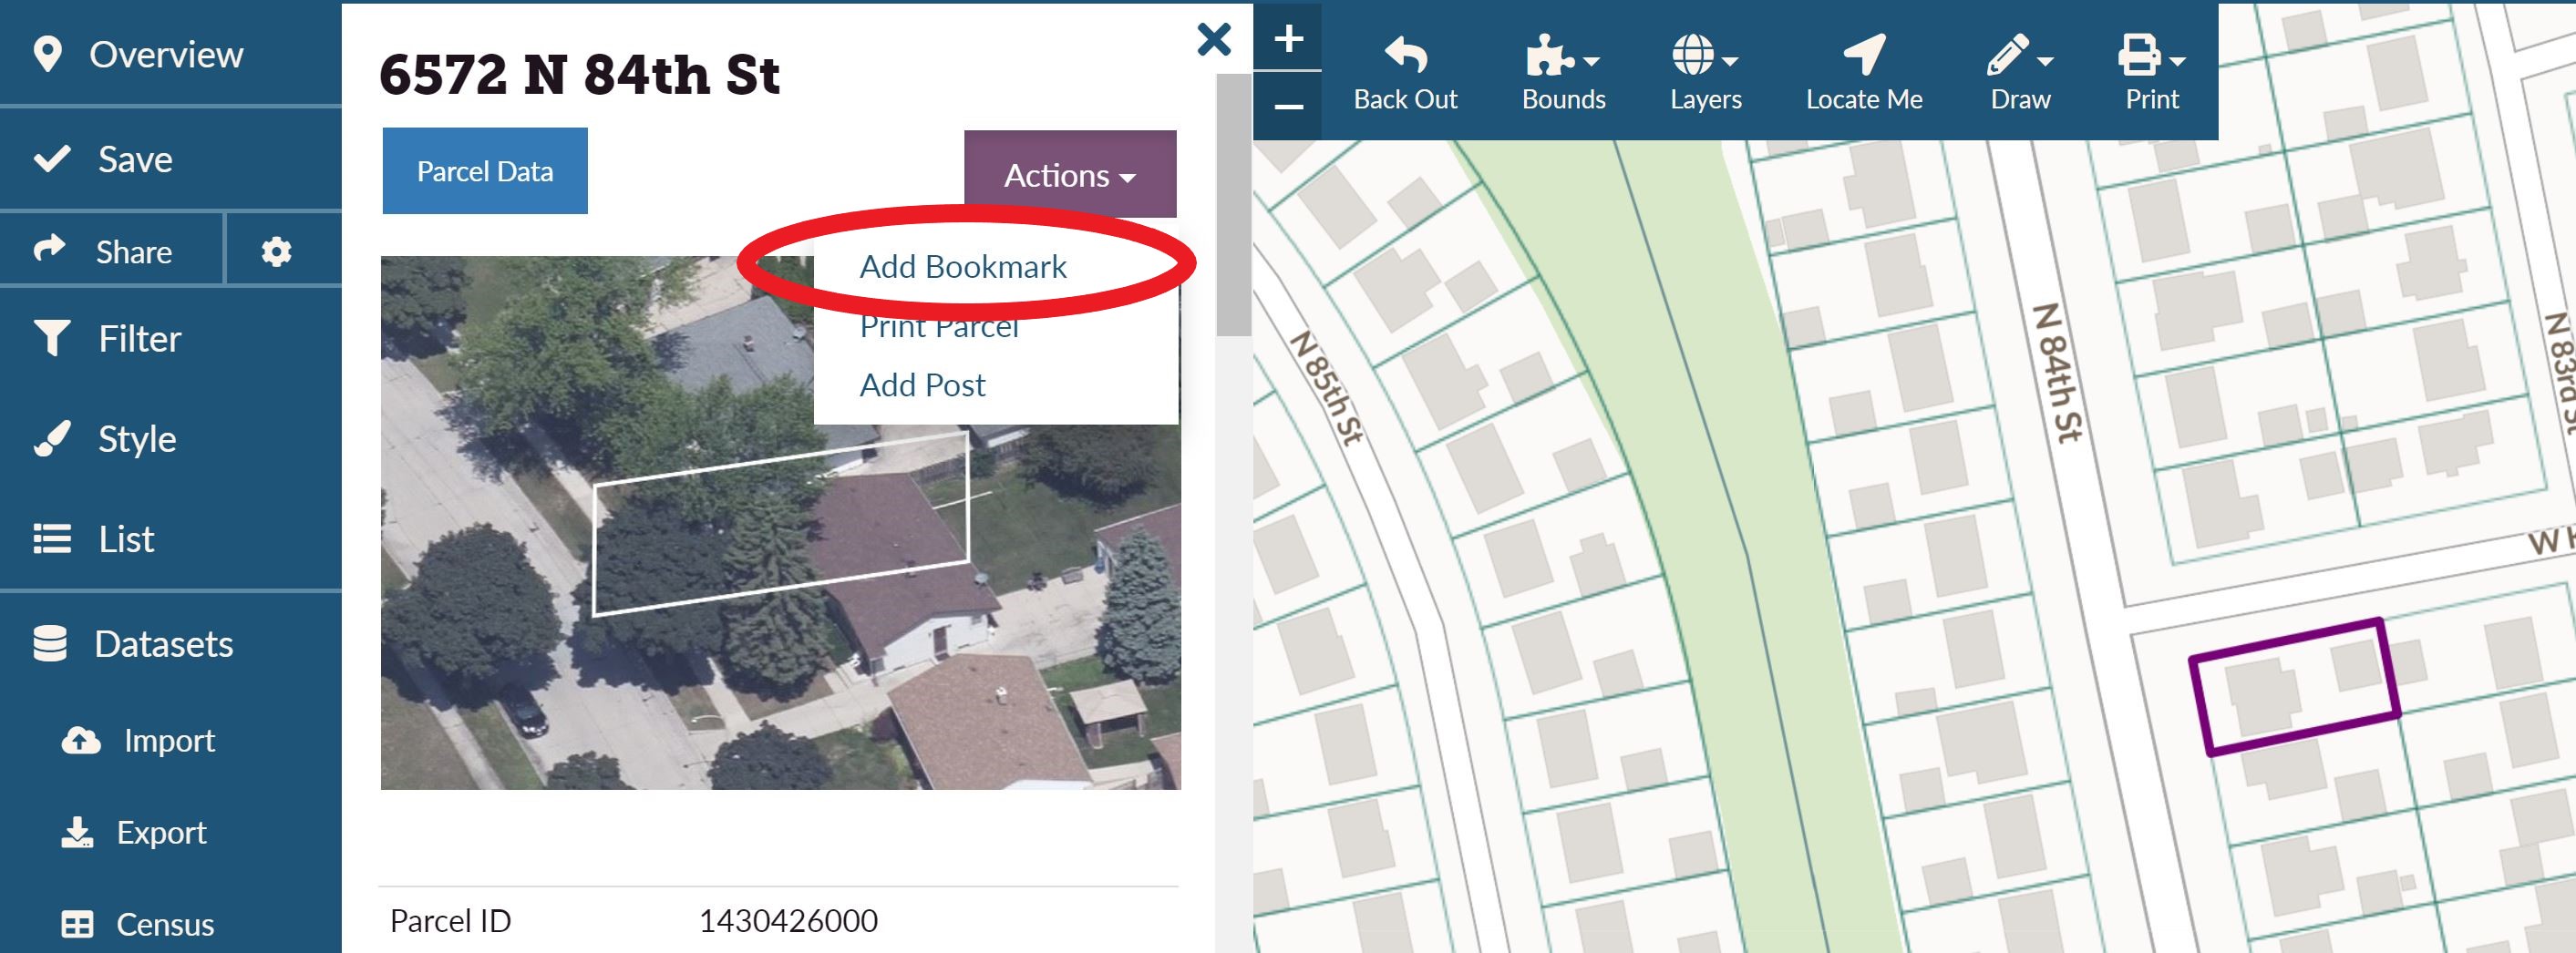 Overview
Save
Share
Filter
Style
List
Datasets
Import
Export
Census
6572 N 84th St
Parcel Data
Actions
Add Bookmark
Print Parcel
Add Post
Parcel ID 1430426000
Back Out
Bounds
Layers
Locate Me
Draw
Print
N 85th St
N 84th St
N 83rd St
W